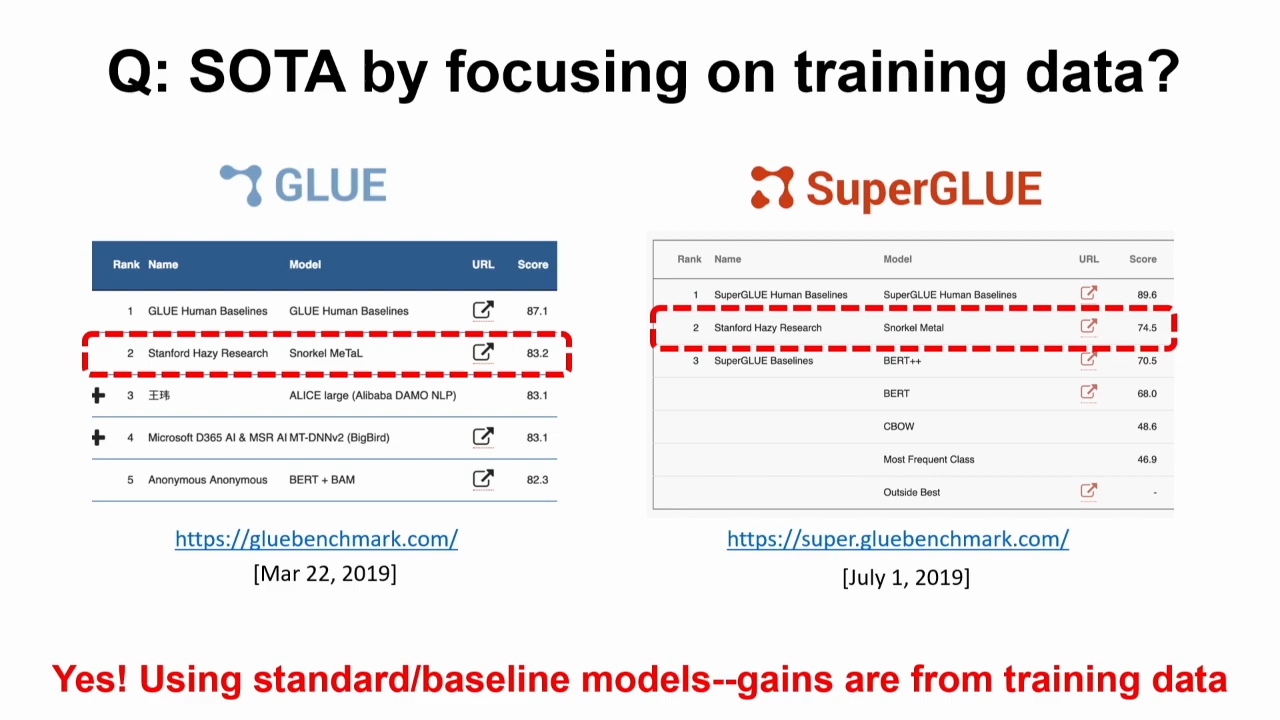 Q: SOTA by focusing on training data?
GLUE
Rank Name Model URL Score
1 GLUE Human Baselines GLUE Human Baselines 87.1
2 Stanford Hazy Research Snorkel MeTaL 83.2
3 王玮 ALICE large (Alibaba DAMO NLP) 83.1
4 Microsoft D365 AI & MSR AI MT-DNNv2 (BigBird) 83.1
5 Anonymous Anonymous BERT + BAM 82.3
https://gluebenchmark.com/
[Mar 22, 2019]
SuperGLUE
Rank Name Model URL Score
1 SuperGLUE Human Baselines SuperGLUE Human Baselines 89.6
2 Stanford Hazy Research Snorkel Metal 74.5
3 SuperGLUE Baselines BERT++ 70.5
BERT 68.0
CBOW 48.6
Most Frequent Class 46.9
Outside Best -
https://super.gluebenchmark.com/
[July 1, 2019]
Yes! Using standard/baseline models--gains are from training data